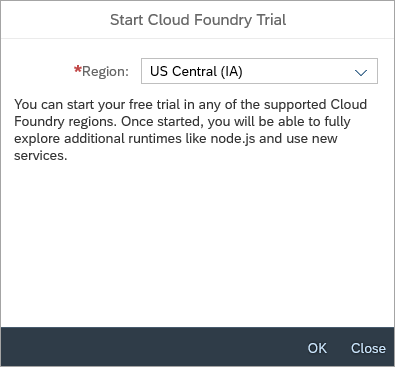 Start Cloud Foundry Trial
*Region: US Central (IA)
You can start your free trial in any of the supported Cloud
Foundry regions. Once started, you will be able to fully
explore additional runtimes like node.js and use new
services.
OK Close